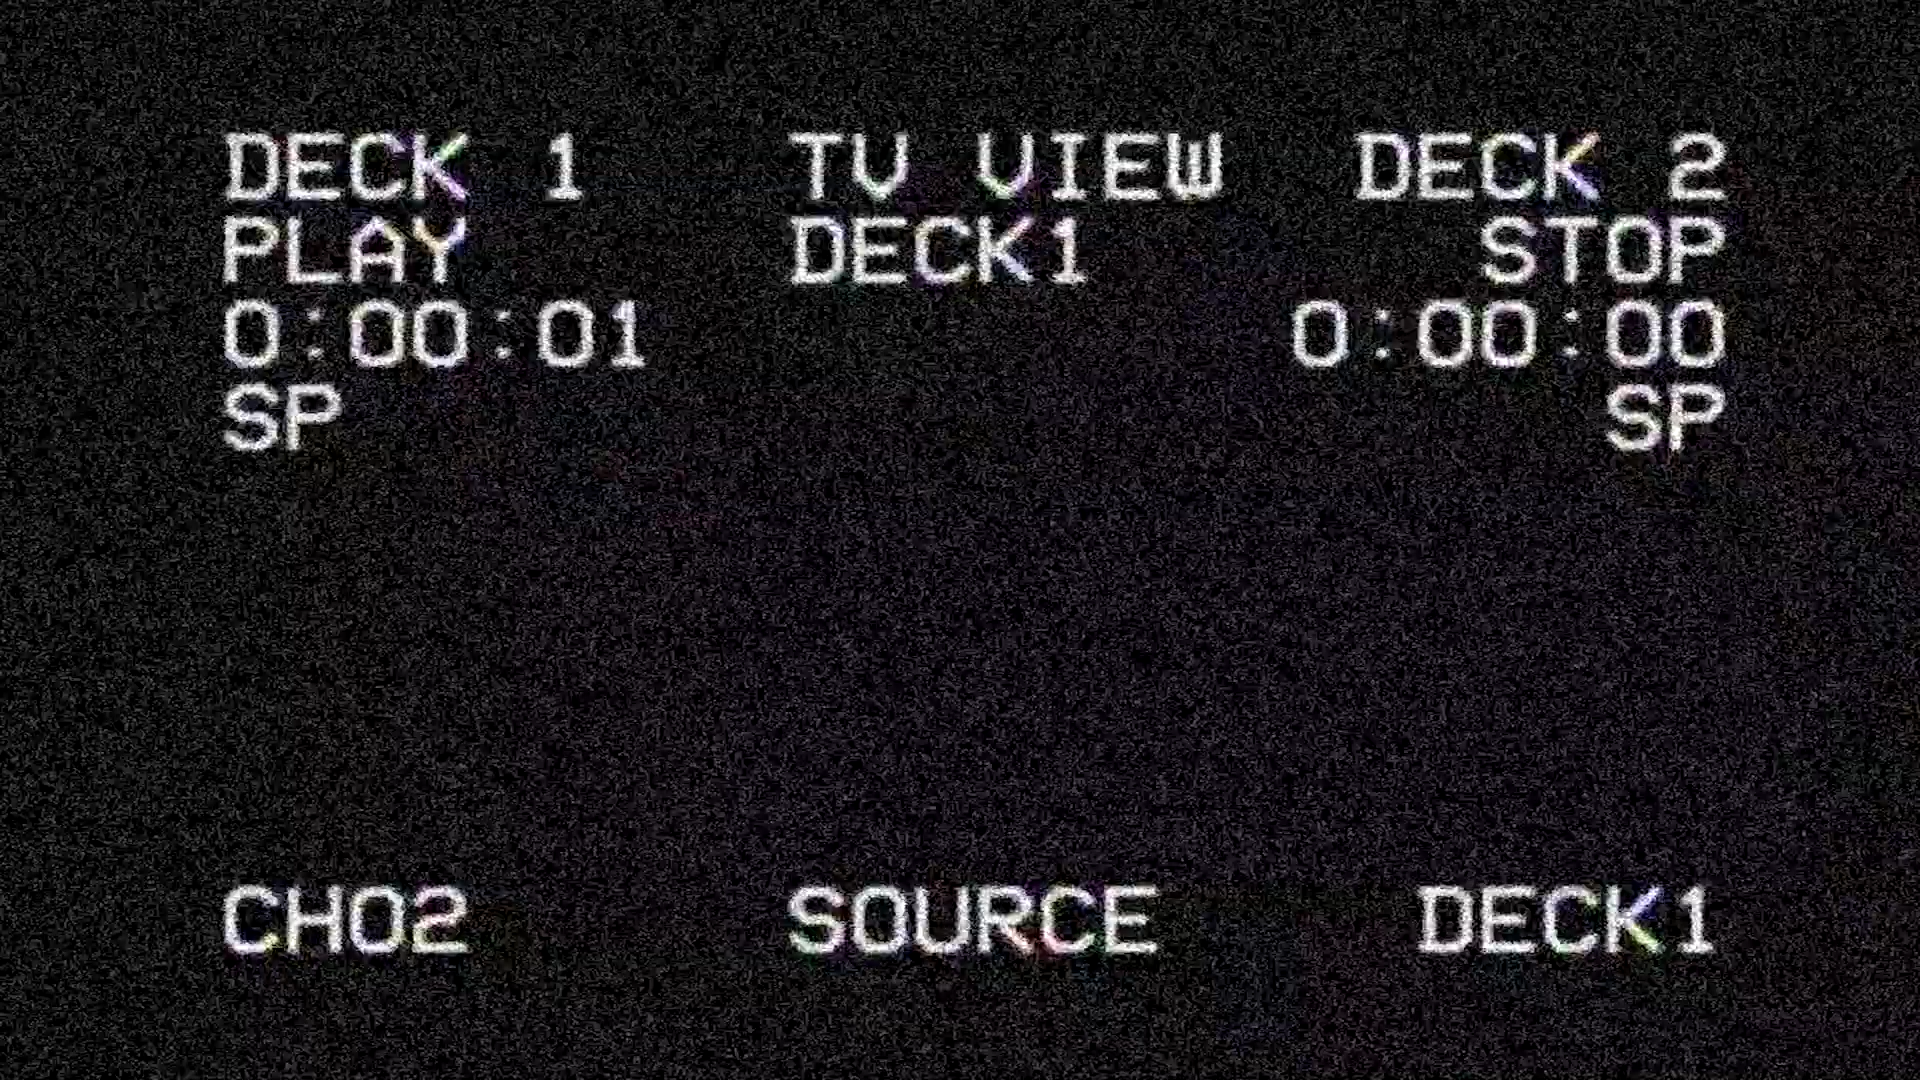 DECK 1 TV VIEW DECK 2
PLAY DECK1 STOP
0:00:01 0:00:00
SP SP
CH02 SOURCE DECK1